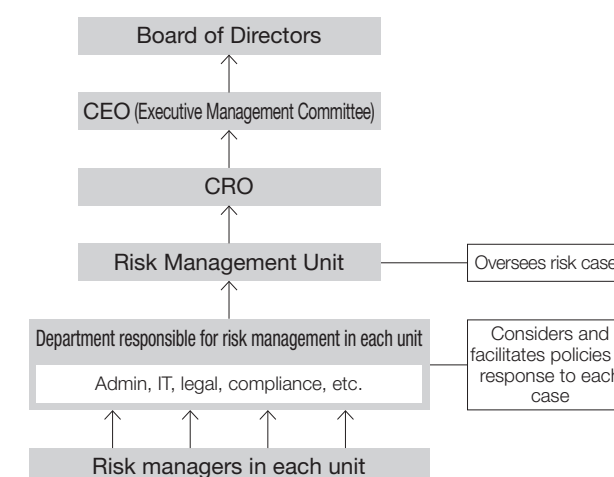 Board of Directors
CEO (Executive Management Committee)
CRO
Risk Management Unit
Oversees risk case
Department responsible for risk management in each unit
Admin, IT, legal, compliance, etc.
Considers and
facilitates policies
response to each
case
Risk managers in each unit